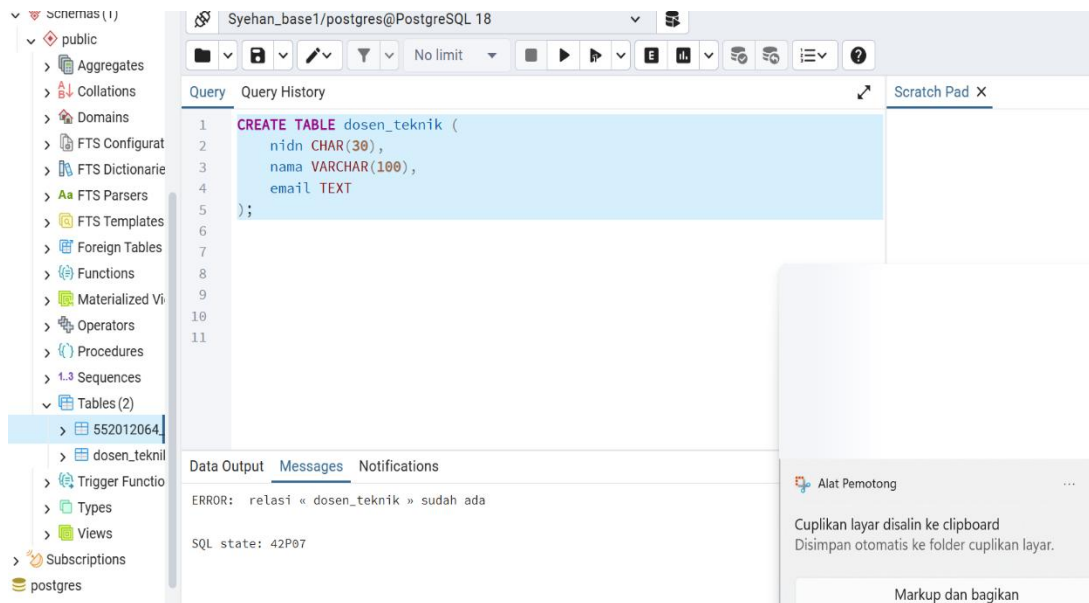 Schemas (1)
public
Aggregates
Collations
Domains
FTS Configurat
FTS Dictionarie
Aa FTS Parsers
FTS Templates
Foreign Tables
Functions
Materialized Vi
Operators
Procedures
1..3 Sequences
Tables (2)
552012064_
dosen_teknil
Trigger Functio
Types
Views
Subscriptions
postgres
Syehan_base1/postgres@PostgreSQL 18
No limit
E
Query Query History
Scratch Pad X
1 CREATE TABLE dosen_teknik (
2 nidn CHAR(30),
3 nama VARCHAR(100),
4 email TEXT
5 );
6
7
8
9
10
11
Data Output Messages Notifications
ERROR: relasi « dosen_teknik » sudah ada
SQL state: 42P07
Alat Pemotong ...
Cuplikan layar disalin ke clipboard
Disimpan otomatis ke folder cuplikan layar.
Markup dan bagikan